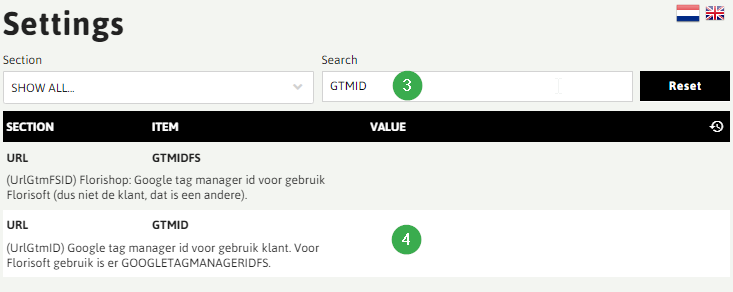 Settings
Section
Search
SHOW ALL...
GTMID
3
Reset
SECTION ITEM VALUE
URL GTMIDFS
(UrlGtmFSID) Florishop: Google tag manager id voor gebruik
Florisoft (dus niet de klant, dat is een andere).
URL GTMID
4
(UrlGtmID) Google tag manager id voor gebruik klant. Voor
Florisoft gebruik is er GOOGLETAGMANAGERIDFS.